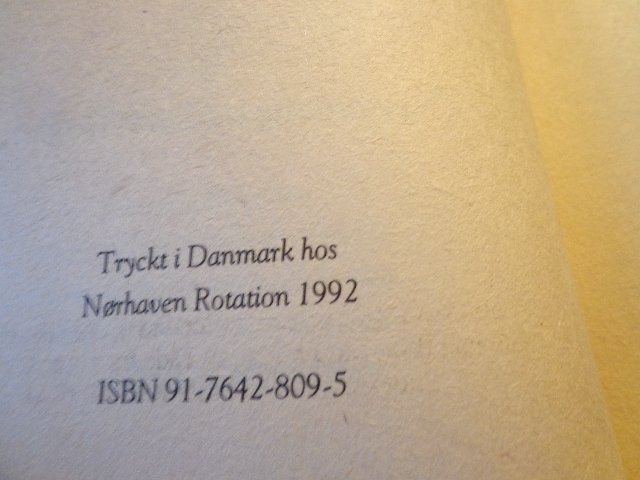 Tryckt i Danmark hos
Nørhaven Rotation 1992
ISBN 91-7642-809-5